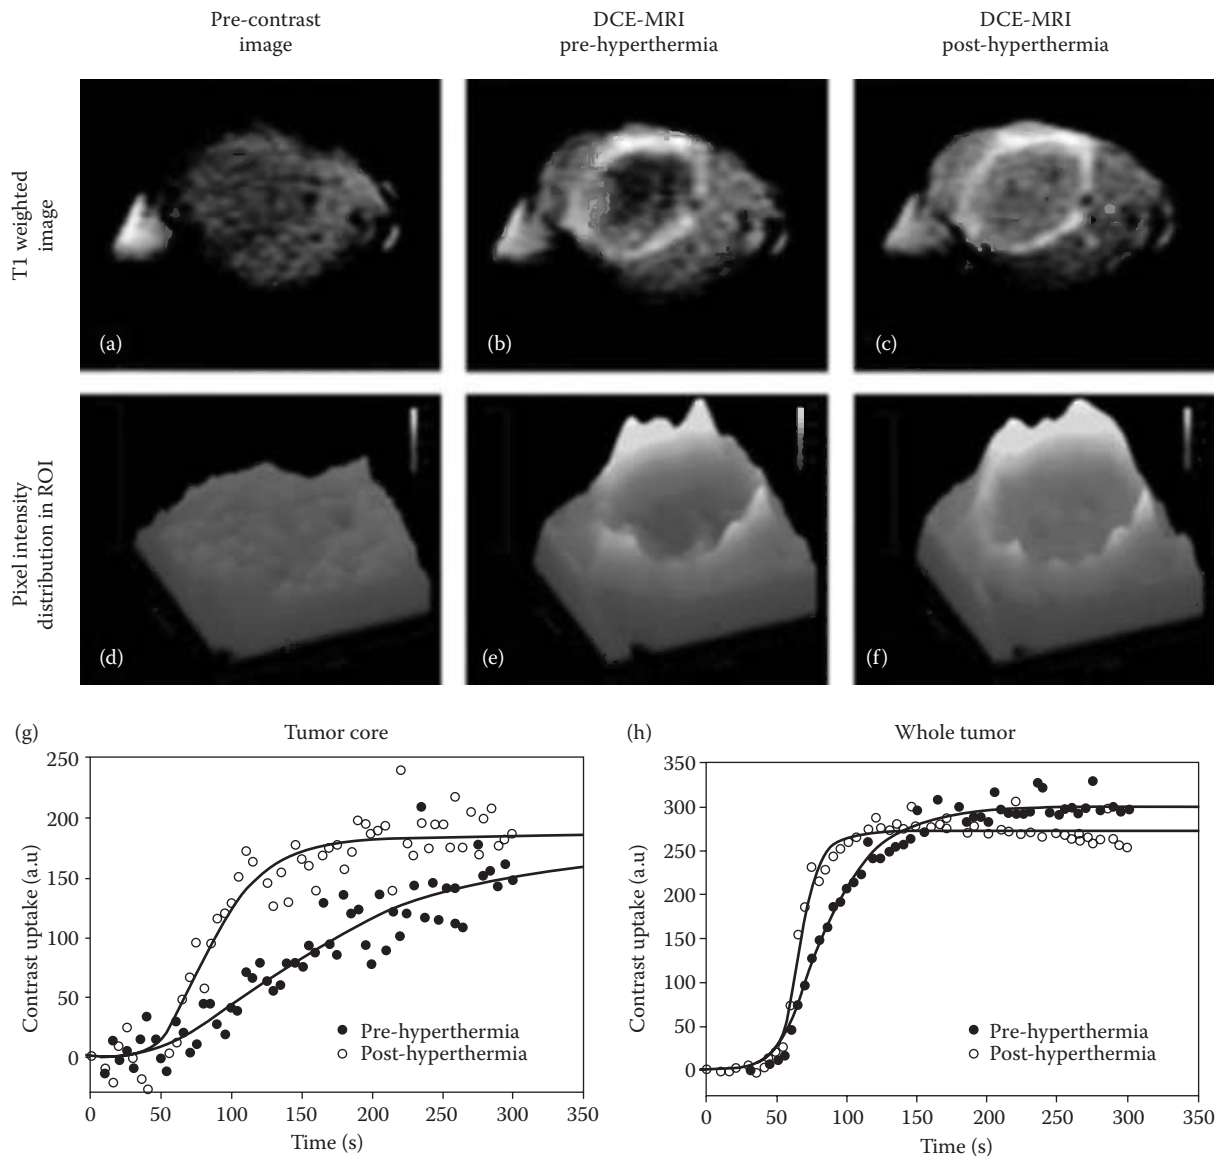 Pre-contrast
image
DCE-MRI
pre-hyperthermia
DCE-MRI
post-hyperthermia
T1 weighted
image
(a)
(b)
(c)
Pixel intensity
distribution in ROI
(d)
(e)
(f)
(g)
Tumor core
250
200
150
100
50
0
Contrast uptake (a.u)
Pre-hyperthermia
Post-hyperthermia
0 50 100 150 200 250 300 350
Time (s)
(h)
Whole tumor
350
300
250
200
150
100
50
0
Contrast uptake (a.u)
Pre-hyperthermia
Post-hyperthermia
0 50 100 150 200 250 300 350
Time (s)